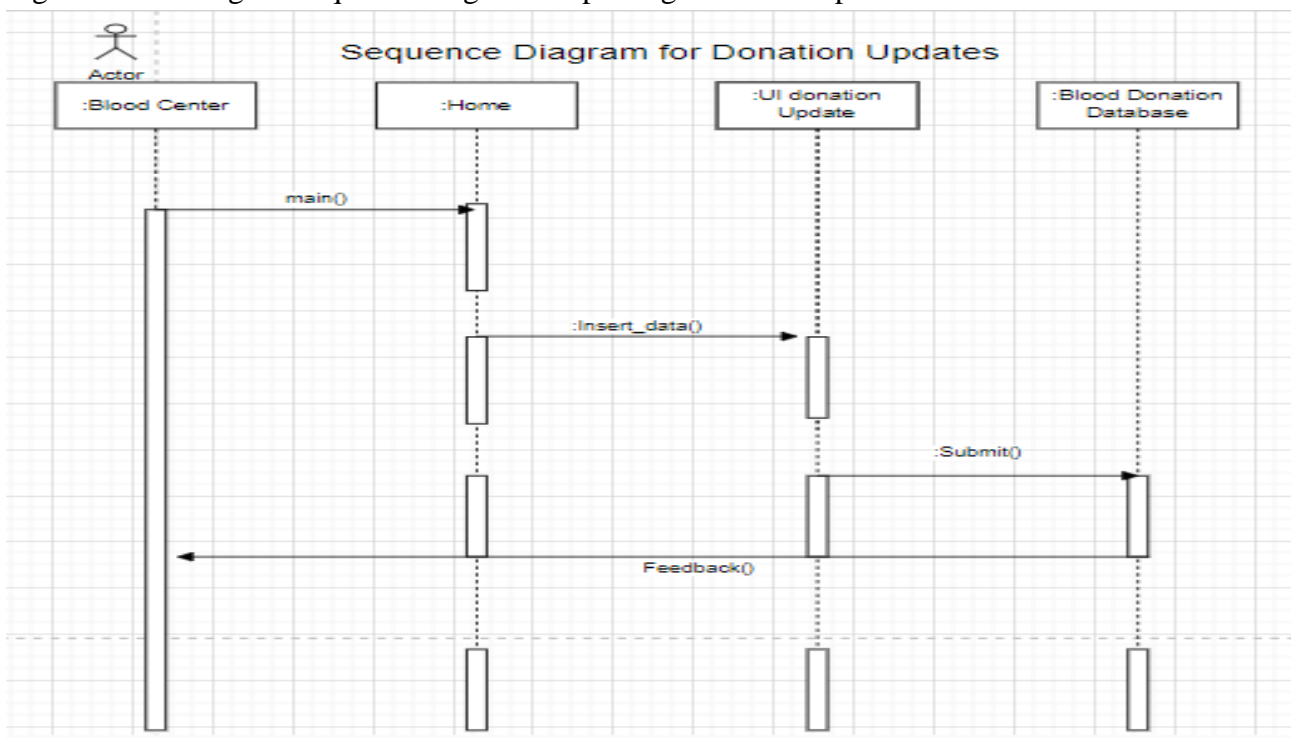 Actor
Sequence Diagram for Donation Updates
:Blood Center
:Home
:UI donation
Update
:Blood Donation
Database
main()
:Insert_data()
:Submit()
Feedback()